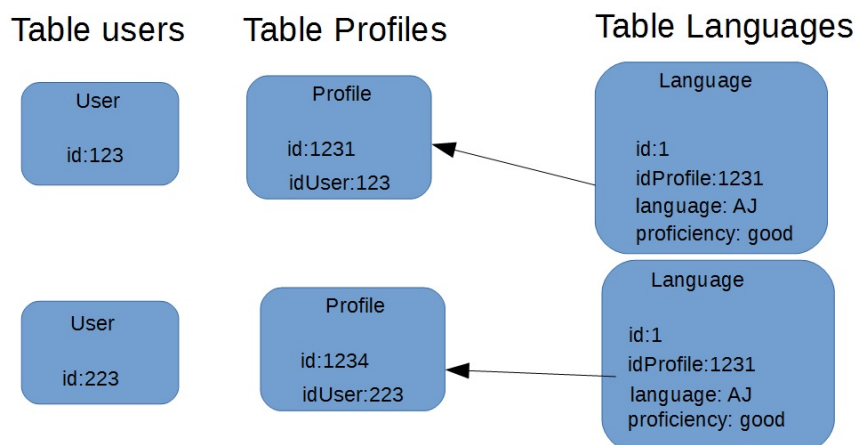 Table users
Table Profiles
Table Languages
User
id:123
Profile
id:1231
idUser:123
Language
id:1
idProfile:1231
language: AJ
proficiency: good
User
id:223
Profile
id:1234
idUser:223
Language
id:1
idProfile:1231
language: AJ
proficiency: good